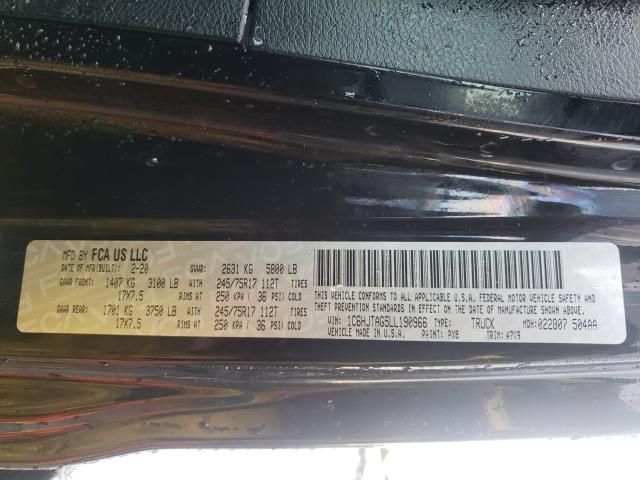 MFD BY FCA US LLC
DATE OF MFR(BUILT): 2-20 GVWR: 2631 KG 5800 LB
GAWR FRONT: 1407 KG 3100 LB 245/75R17 112T TIRES
17X7.5 RIMS AT 250 KPA ( 36 PSI) COLD
GAWR REAR: 1701 KG 3750 LB 245/75R17 112T TIRES
17X7.5 RIMS AT 250 KPA ( 36 PSI) COLD
THIS VEHICLE CONFORMS TO ALL APPLICABLE U.S.A. FEDERAL MOTOR VEHICLE SAFETY AND
THEFT PREVENTION STANDARDS IN EFFECT ON THE DATE OF MANUFACTURE SHOWN ABOVE.
VIN: 1C6HJTAG5LL190966 TYPE: TRUCK MDH: 022807 504AA
VEHICLE MADE IN U.S.A. PAINT: PX8 TRIM: A7X9